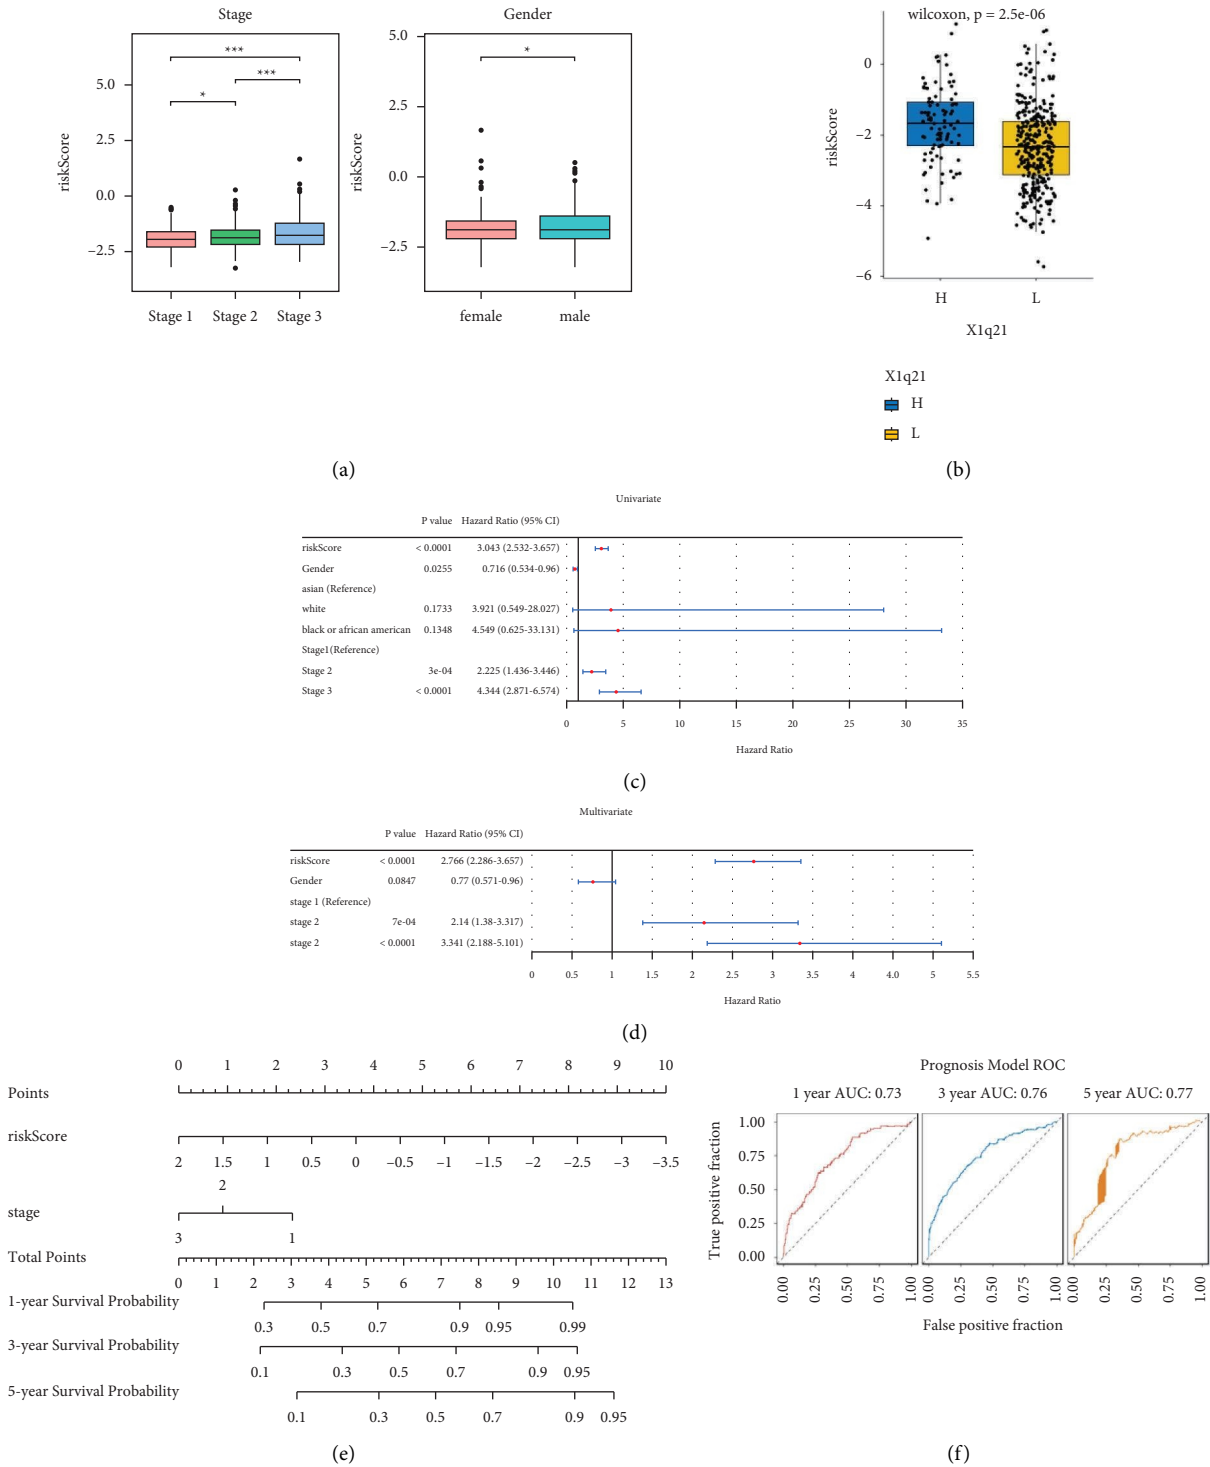 Stage
riskScore
5.0
2.5
0.0
−2.5
***
***
*
Stage 1 Stage 2 Stage 3
Gender
riskScore
5.0
2.5
0.0
−2.5
*
female male
(a)
wilcoxon, p = 2.5e-06
riskScore
0
−2
−4
−6
H L
X1q21
X1q21
H
L
(b)
Univariate
P value Hazard Ratio (95% CI)
riskScore < 0.0001 3.043 (2.532-3.657)
Gender 0.0255 0.716 (0.534-0.96)
asian (Reference)
white 0.1733 3.921 (0.549-28.027)
black or african american 0.1348 4.549 (0.625-33.131)
Stage1(Reference)
Stage 2 3e-04 2.225 (1.436-3.446)
Stage 3 < 0.0001 4.344 (2.871-6.574)
0 5 10 15 20 25 30 35
Hazard Ratio
(c)
Multivariate
P value Hazard Ratio (95% CI)
riskScore < 0.0001 2.766 (2.286-3.657)
Gender 0.0847 0.77 (0.571-0.96)
stage 1 (Reference)
stage 2 7e-04 2.14 (1.38-3.317)
stage 2 < 0.0001 3.341 (2.188-5.101)
0 0.5 1 1.5 2 2.5 3 3.5 4 4.0 5 5.5
Hazard Ratio
(d)
0 1 2 3 4 5 6 7 8 9 10
Points
riskScore
2 1.5 1 0.5 0 −0.5 −1 −1.5 −2 −2.5 −3 −3.5
2
stage
3 1
Total Points
0 1 2 3 4 5 6 7 8 9 10 11 12 13
1-year Survival Probability
0.3 0.5 0.7 0.9 0.95 0.99
3-year Survival Probability
0.1 0.3 0.5 0.7 0.9 0.95
5-year Survival Probability
0.1 0.3 0.5 0.7 0.9 0.95
(e)
Prognosis Model ROC
1 year AUC: 0.73 3 year AUC: 0.76 5 year AUC: 0.77
True positive fraction
1.00
0.75
0.50
0.25
0.00
0.00 0.25 0.50 0.75 1.00 0.00 0.25 0.50 0.75 1.00 0.00 0.25 0.50 0.75 1.00
False positive fraction
(f)